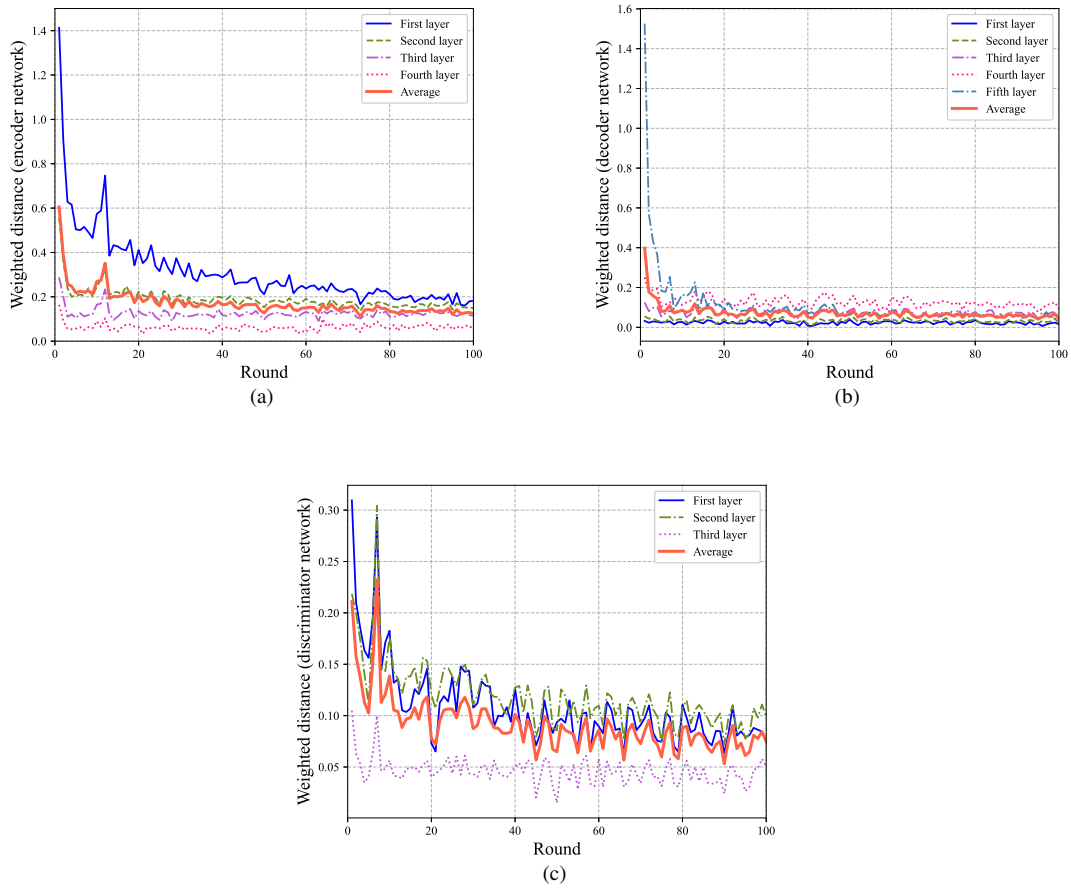 Weighted distance (encoder network)
1.4
1.2
1.0
0.8
0.6
0.4
0.2
0.0
First layer
Second layer
Third layer
Fourth layer
Average
0 20 40 60 80 100
Round
(a)
Weighted distance (decoder network)
1.6
1.4
1.2
1.0
0.8
0.6
0.4
0.2
0.0
First layer
Second layer
Third layer
Fourth layer
Fifth layer
Average
0 20 40 60 80 100
Round
(b)
Weighted distance (discriminator network)
0.30
0.25
0.20
0.15
0.10
0.05
First layer
Second layer
Third layer
Average
0 20 40 60 80 100
Round
(c)